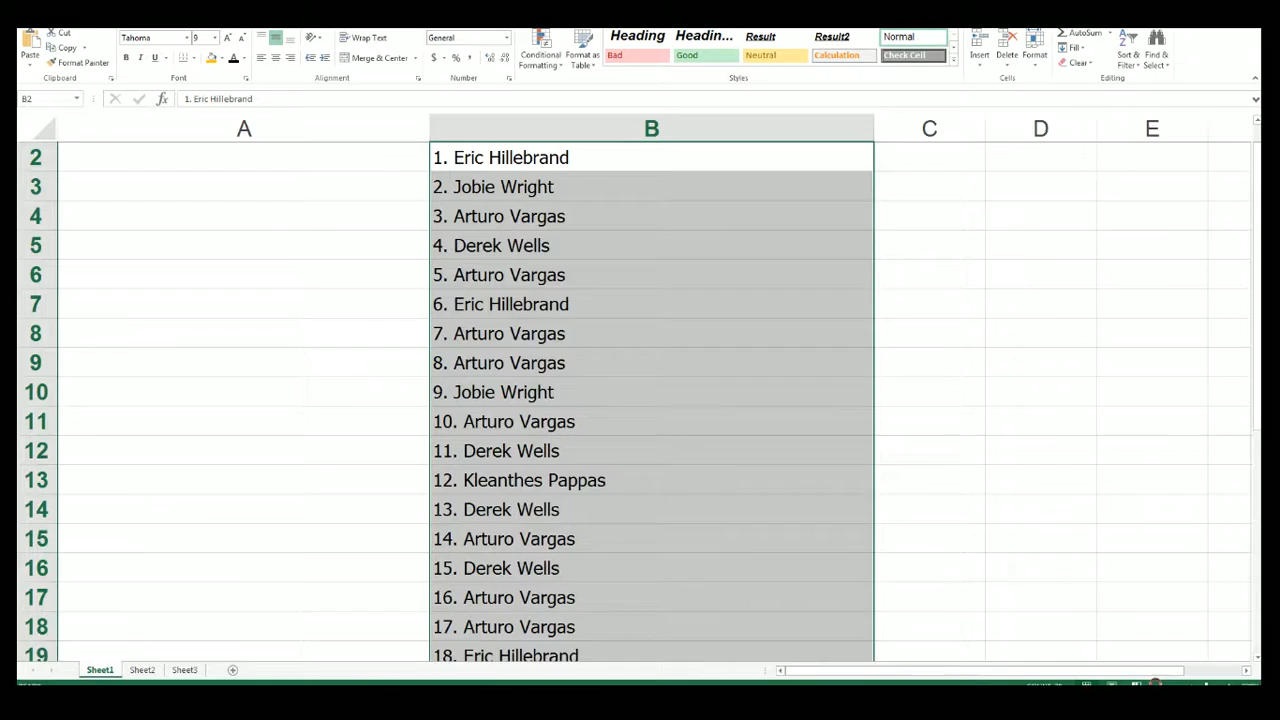 Cut
Tahoma 9 Wrap Text General Heading Headin... Result Result2 Normal AutoSum
Paste Copy Conditional Formatting Format as Table Insert Delete Format Fill Sort & Filter Find & Select
Format Painter B I U Merge & Center $ % , Bad Good Neutral Calculation Check Cell Clear
Clipboard Font Alignment Number Styles Cells Editing
B2 fx 1. Eric Hillebrand
A B C D E
2 1. Eric Hillebrand
3 2. Jobie Wright
4 3. Arturo Vargas
5 4. Derek Wells
6 5. Arturo Vargas
7 6. Eric Hillebrand
8 7. Arturo Vargas
9 8. Arturo Vargas
10 9. Jobie Wright
11 10. Arturo Vargas
12 11. Derek Wells
13 12. Kleanthes Pappas
14 13. Derek Wells
15 14. Arturo Vargas
16 15. Derek Wells
17 16. Arturo Vargas
18 17. Arturo Vargas
19 18. Eric Hillebrand
Sheet1 Sheet2 Sheet3